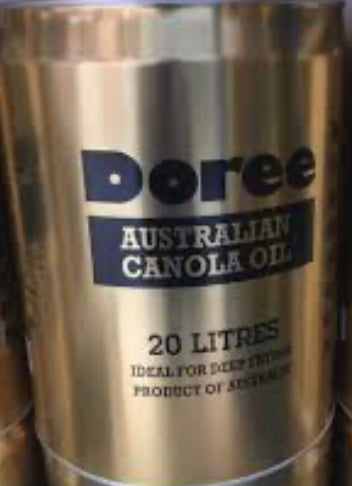 Doree
AUSTRALIAN
CANOLA OIL
20 LITRES
IDEAL FOR DEEP FRYING
PRODUCT OF AUSTRALIA